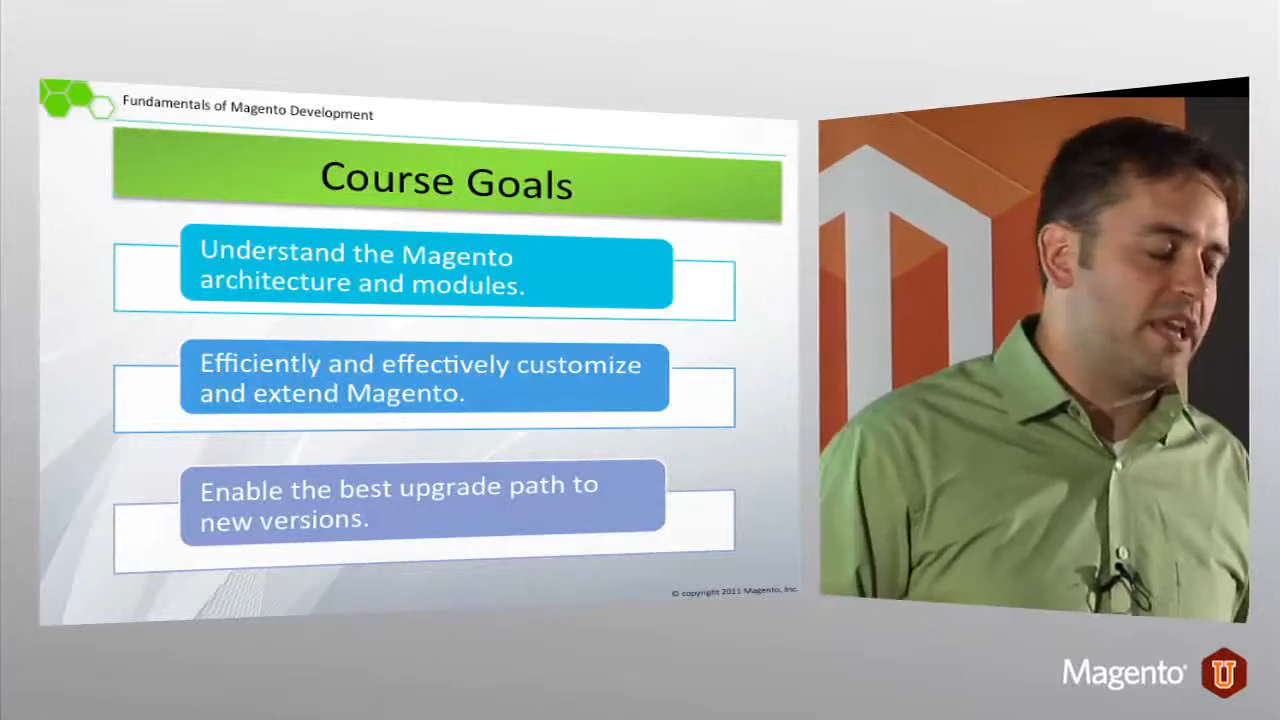 Fundamentals of Magento Development
Course Goals
Understand the Magento
architecture and modules.
Efficiently and effectively customize
and extend Magento.
Enable the best upgrade path to
new versions.
© copyright 2011 Magento, Inc.
Magento®
U